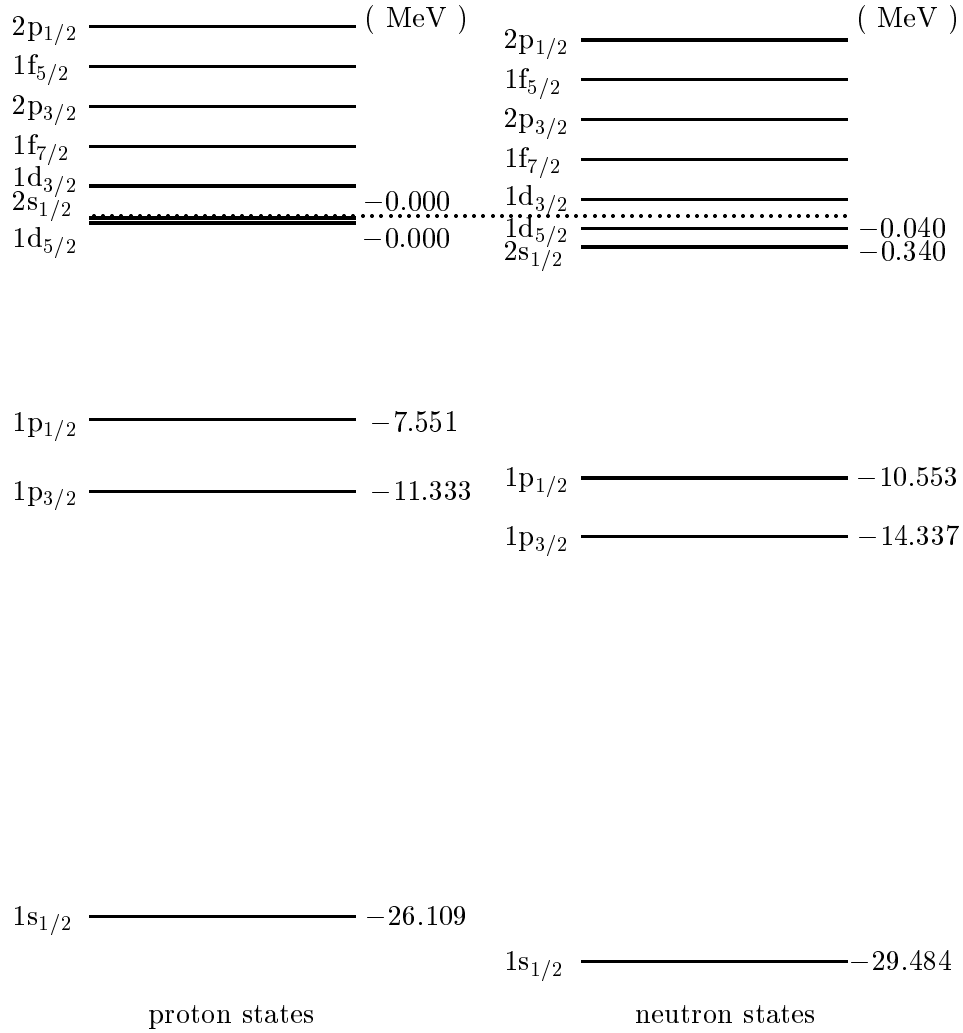 ( MeV )
2p1/2
1f5/2
2p3/2
1f7/2
1d3/2
2s1/2 −0.000
1d5/2 −0.000
1p1/2 −7.551
1p3/2 −11.333
1s1/2 −26.109
proton states
( MeV )
2p1/2
1f5/2
2p3/2
1f7/2
1d3/2
1d5/2 −0.040
2s1/2 −0.340
1p1/2 −10.553
1p3/2 −14.337
1s1/2 −29.484
neutron states